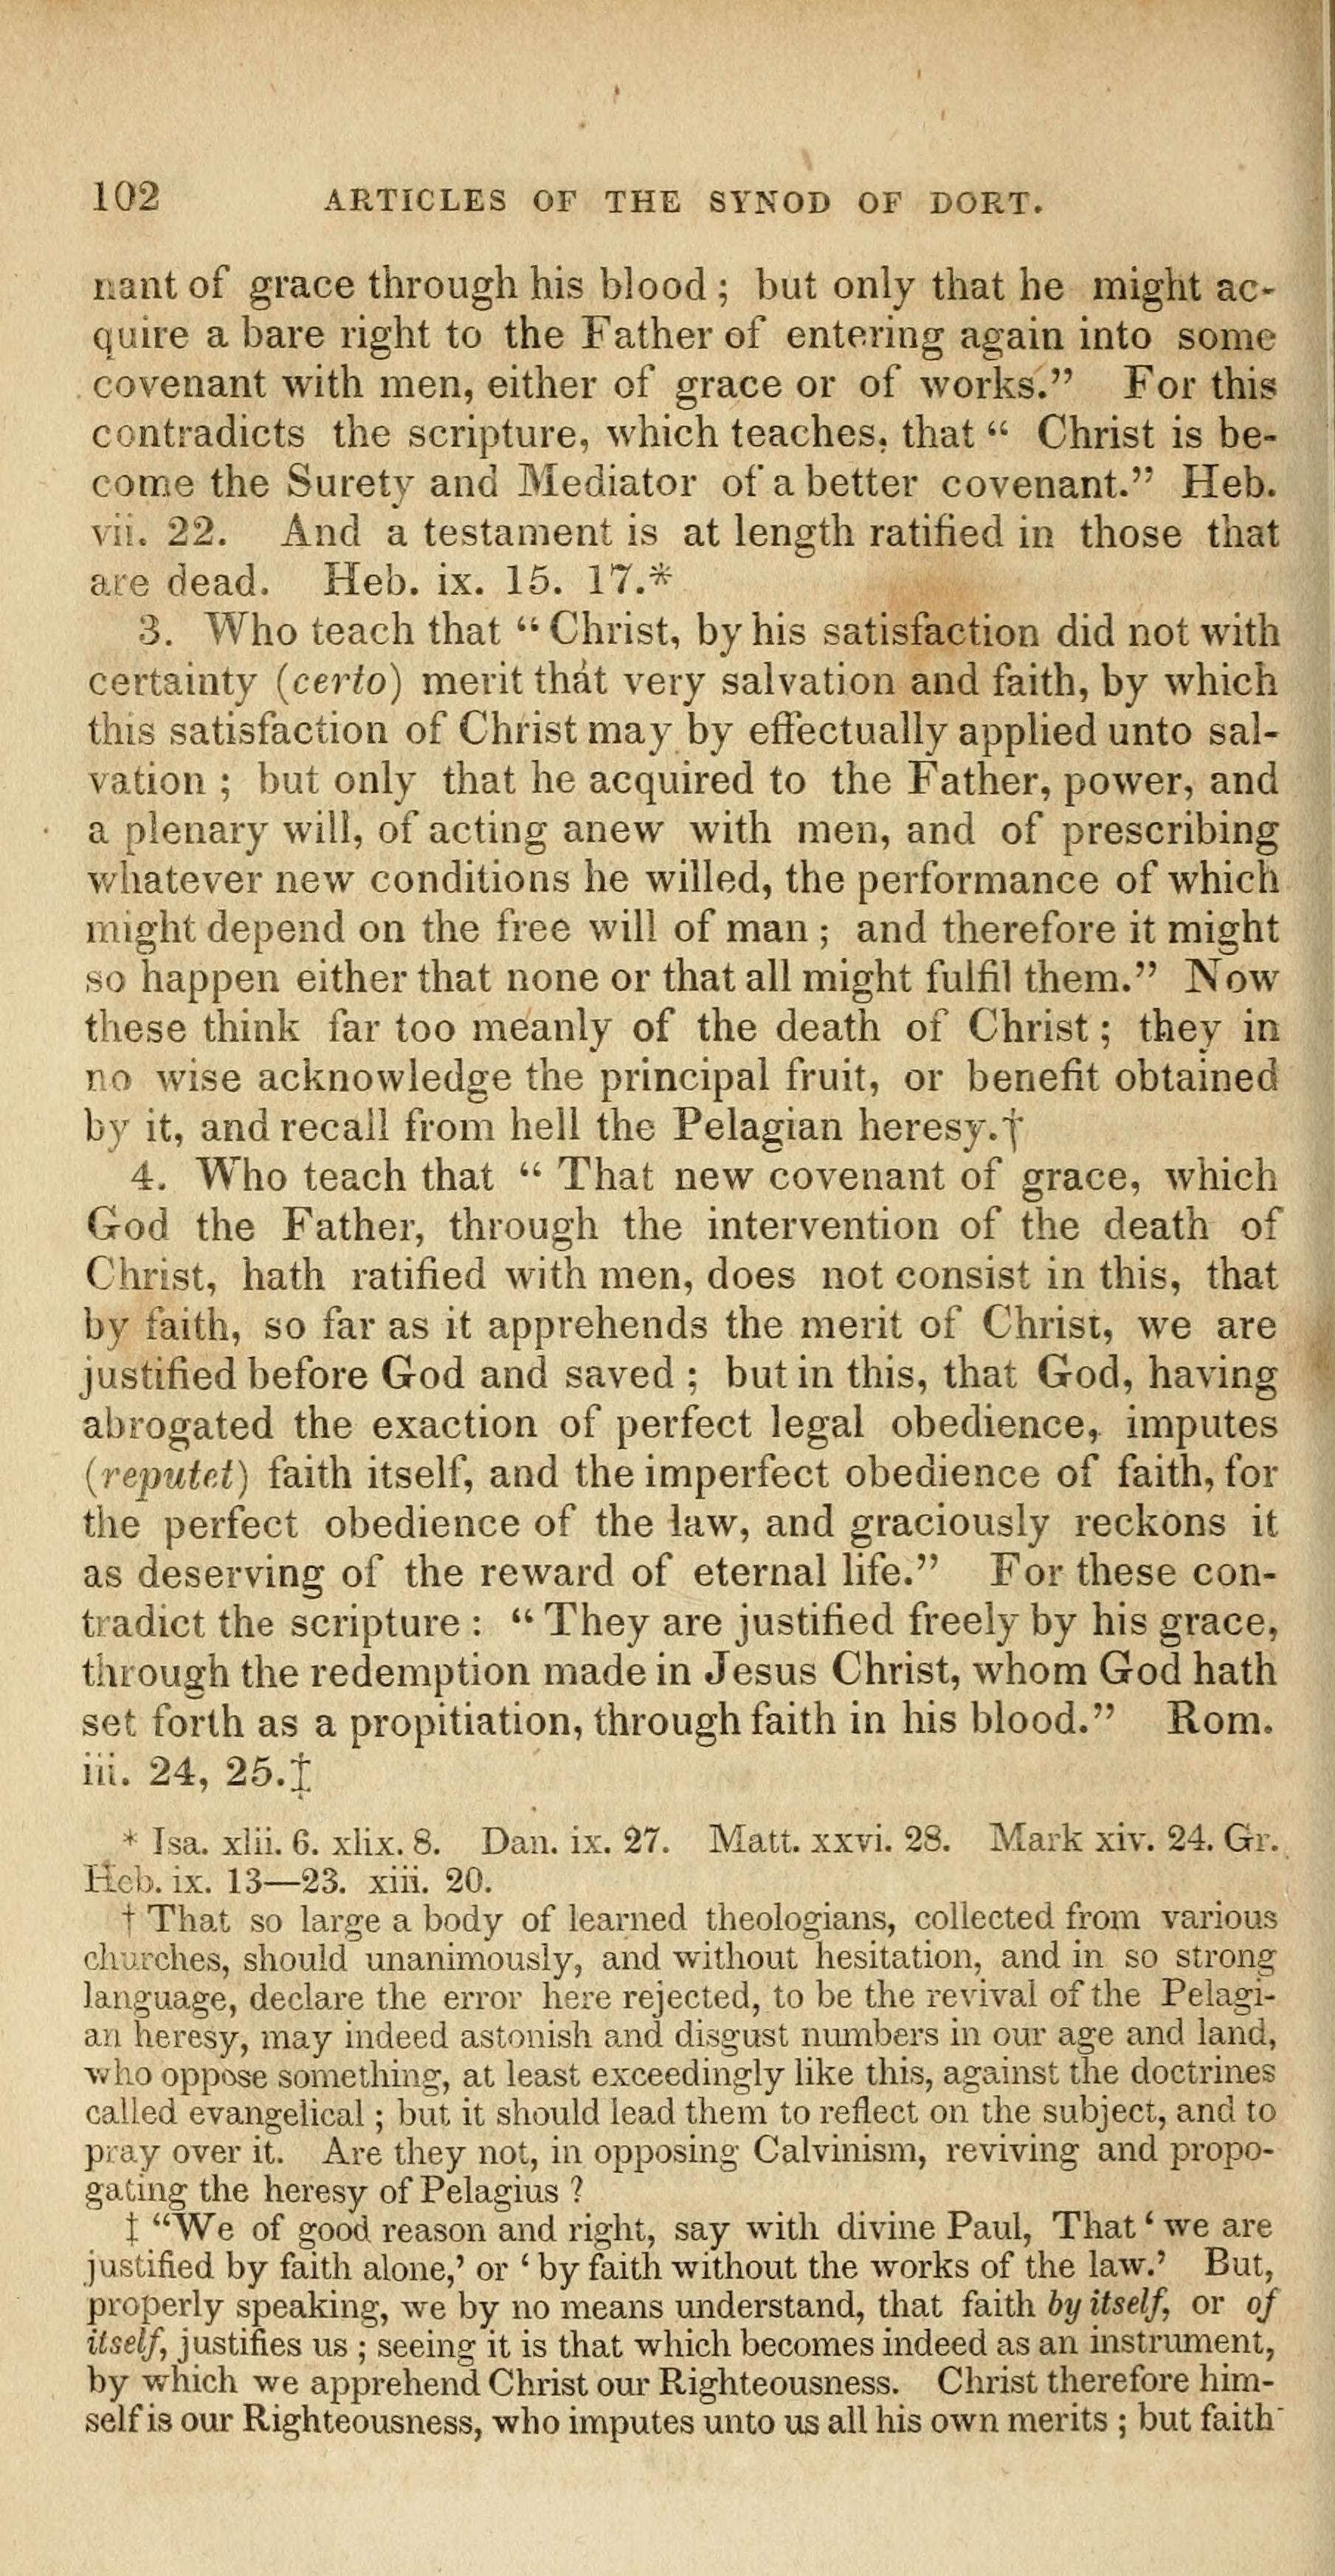 102 ARTICLES OF THE SYNOD OF DORT.
nant of grace through his blood ; but only that he might ac-
quire a bare right to the Father of entering again into some
covenant with men, either of grace or of works.” For this
contradicts the scripture, which teaches, that “ Christ is be-
come the Surety and Mediator of a better covenant.” Heb.
vii. 22. And a testament is at length ratified in those that
are dead. Heb. ix. 15. 17.*
3. Who teach that “ Christ, by his satisfaction did not with
certainty (certo) merit that very salvation and faith, by which
this satisfaction of Christ may by effectually applied unto sal-
vation ; but only that he acquired to the Father, power, and
a plenary will, of acting anew with men, and of prescribing
whatever new conditions he willed, the performance of which
might depend on the free will of man ; and therefore it might
so happen either that none or that all might fulfil them.” Now
these think far too meanly of the death of Christ ; they in
no wise acknowledge the principal fruit, or benefit obtained
by it, and recall from hell the Pelagian heresy.†
4. Who teach that “ That new covenant of grace, which
God the Father, through the intervention of the death of
Christ, hath ratified with men, does not consist in this, that
by faith, so far as it apprehends the merit of Christ, we are
justified before God and saved ; but in this, that God, having
abrogated the exaction of perfect legal obedience, imputes
(reputet) faith itself, and the imperfect obedience of faith, for
the perfect obedience of the law, and graciously reckons it
as deserving of the reward of eternal life.” For these con-
tradict the scripture : “ They are justified freely by his grace,
through the redemption made in Jesus Christ, whom God hath
set forth as a propitiation, through faith in his blood.” Rom.
iii. 24, 25.‡
* Isa. xlii. 6. xlix. 8. Dan. ix. 27. Matt. xxvi. 28. Mark xiv. 24. Gr.
Heb. ix. 13—23. xiii. 20.
† That so large a body of learned theologians, collected from various
churches, should unanimously, and without hesitation, and in so strong
language, declare the error here rejected, to be the revival of the Pelagi-
an heresy, may indeed astonish and disgust numbers in our age and land,
who oppose something, at least exceedingly like this, against the doctrines
called evangelical ; but it should lead them to reflect on the subject, and to
pray over it. Are they not, in opposing Calvinism, reviving and propo-
gating the heresy of Pelagius ?
‡ “We of good reason and right, say with divine Paul, That ‘ we are
justified by faith alone,’ or ‘ by faith without the works of the law.’ But,
properly speaking, we by no means understand, that faith by itself, or of
itself, justifies us ; seeing it is that which becomes indeed as an instrument,
by which we apprehend Christ our Righteousness. Christ therefore him-
self is our Righteousness, who imputes unto us all his own merits ; but faith